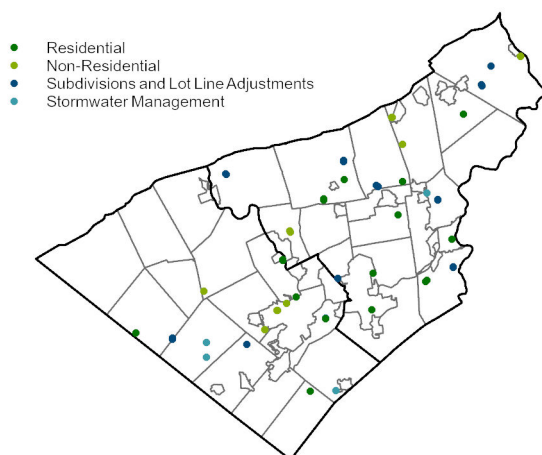 Residential
Non-Residential
Subdivisions and Lot Line Adjustments
Stormwater Management